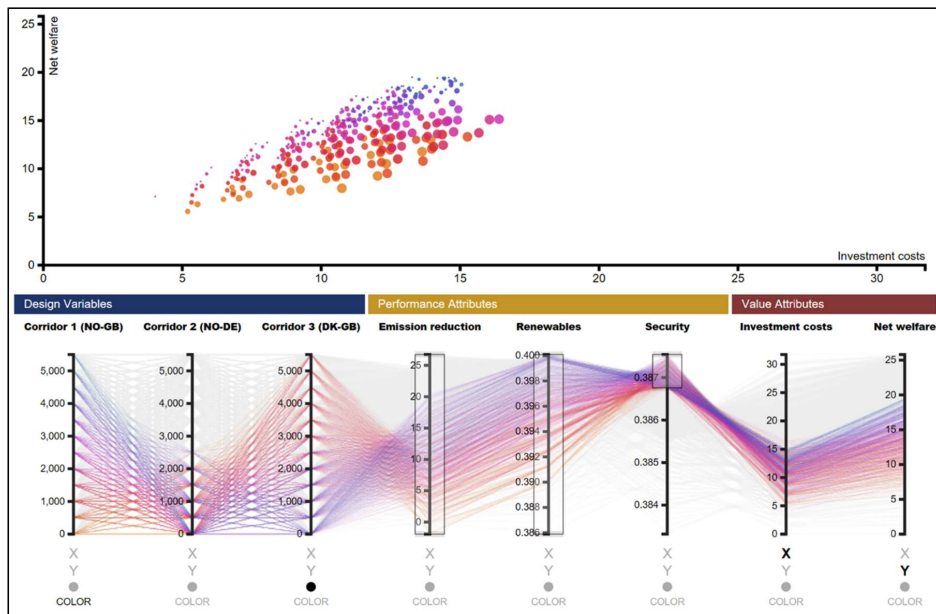 25
Net welfare
20
15
10
5
0
Investment costs
0 5 10 15 20 25 30
Design Variables Performance Attributes Value Attributes
Corridor 1 (NO-GB) Corridor 2 (NO-DE) Corridor 3 (DK-GB) Emission reduction Renewables Security Investment costs Net welfare
5,000 5,000 5,000 25 0.400 0.387 30 25
4,000 4,000 4,000 20 0.398 0.386 25 20
3,000 3,000 3,000 15 0.396 0.385 20 15
2,000 2,000 2,000 10 0.394 0.384 15 10
1,000 1,000 1,000 5 0.392 10 5
0 0 0 0 0.390 5 0
0.388 0
0.386
X X X X X X X X
Y Y Y Y Y Y Y Y
COLOR COLOR COLOR COLOR COLOR COLOR COLOR COLOR